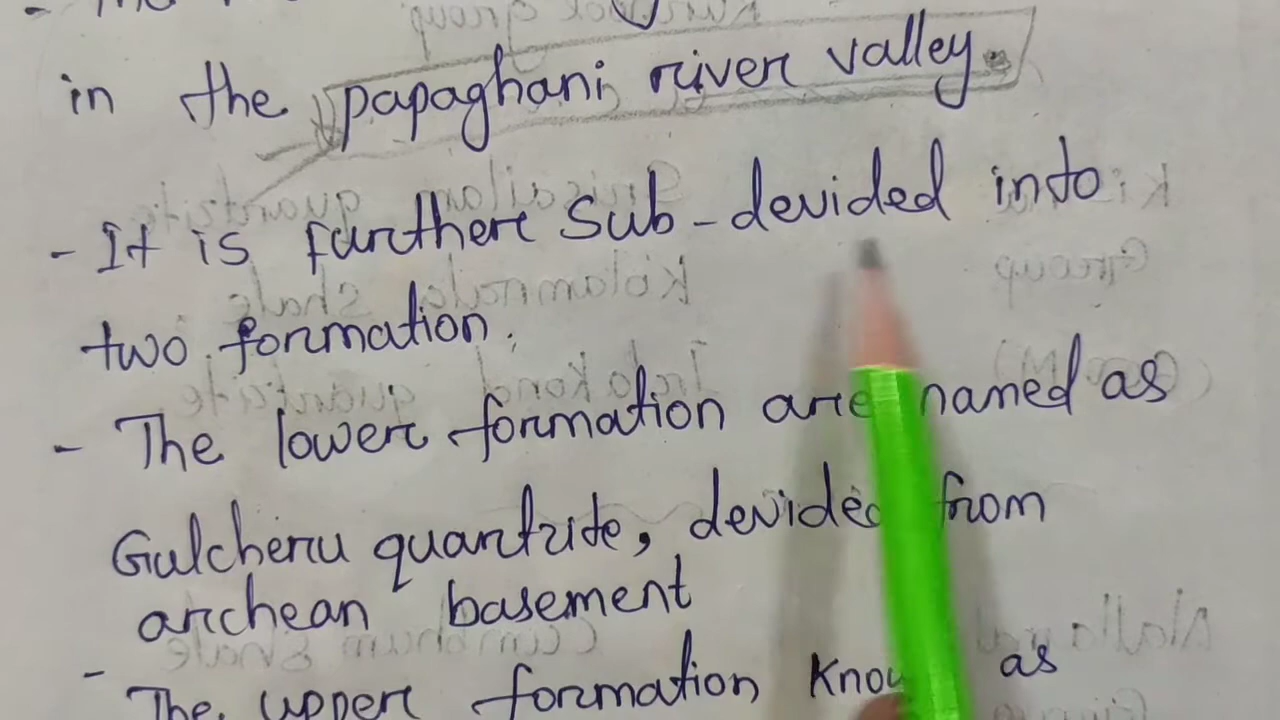 - The
in the papaghani river valley.
- It is further Sub-devided into
two formation.
- The lower formation are named as
Gulcheru quartzite, devided from
archean basement
- The upper formation know as